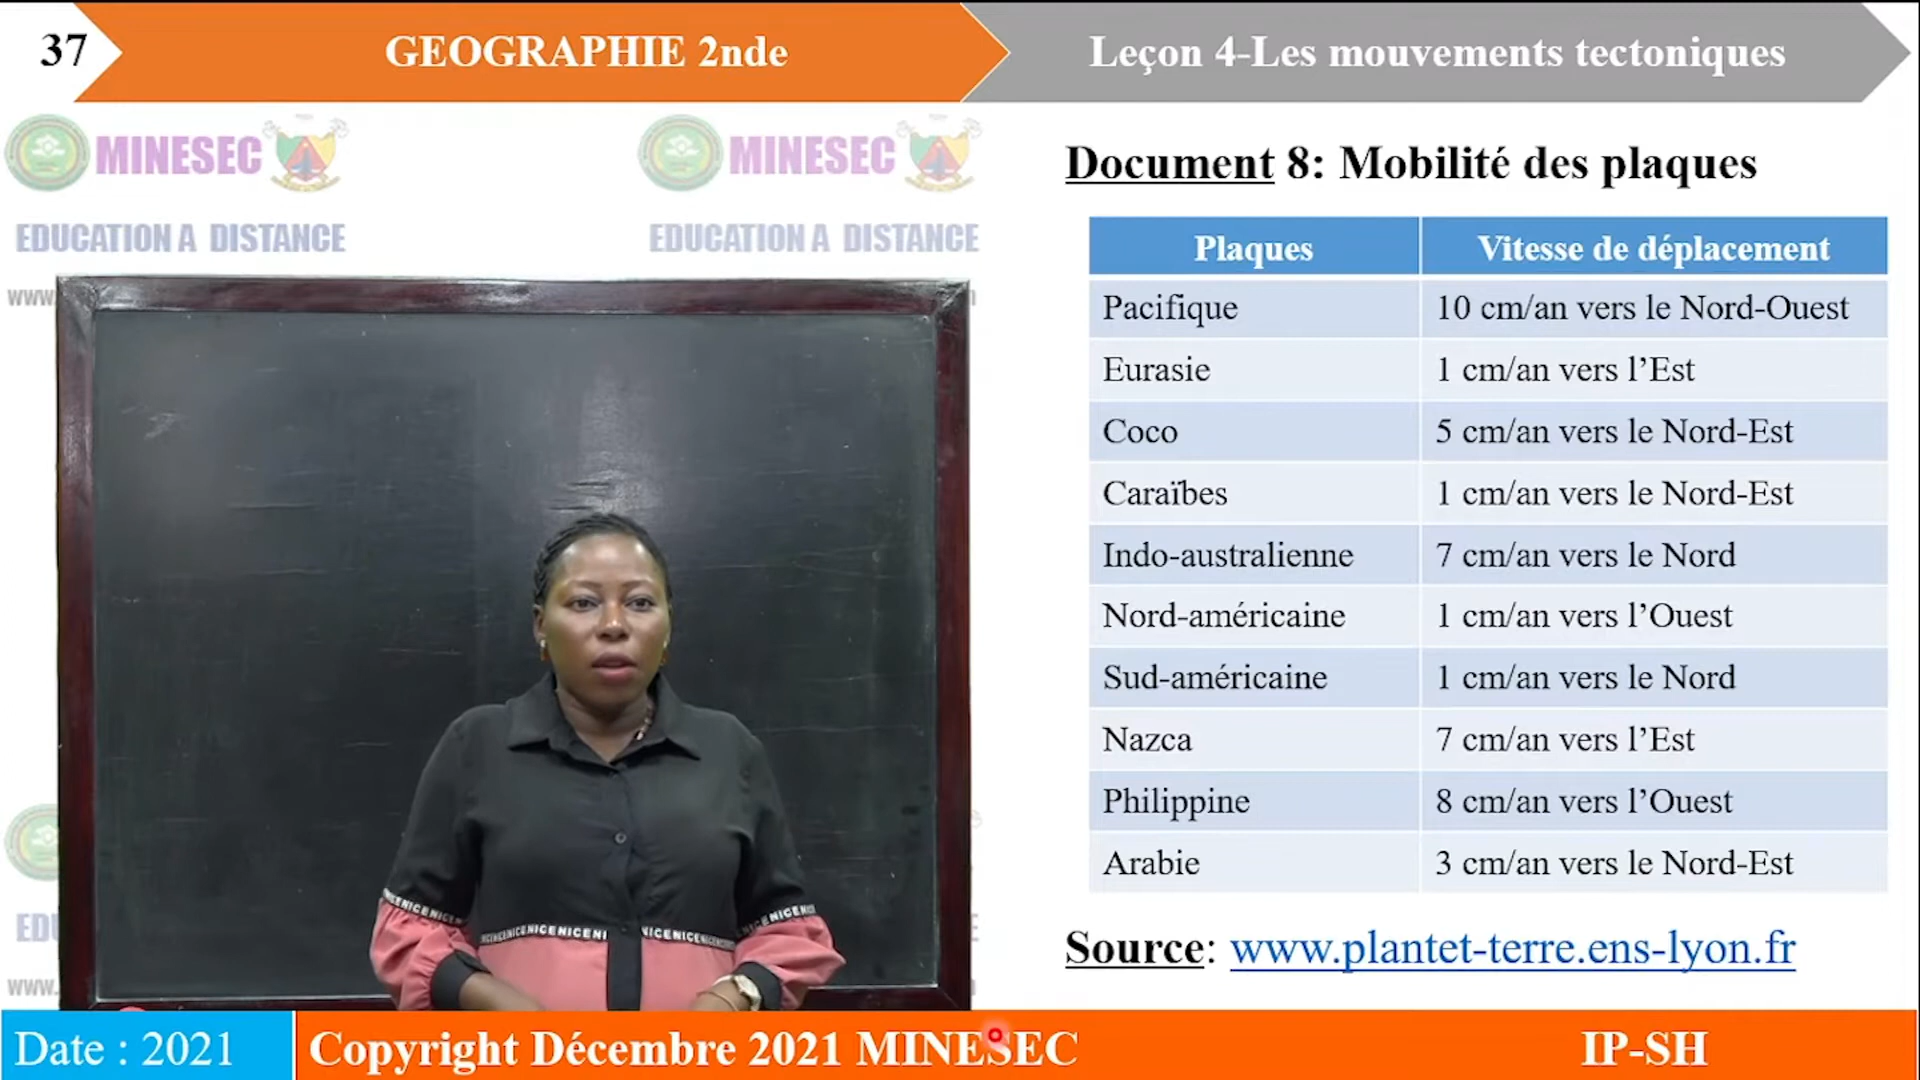 37
GEOGRAPHIE 2nde
Leçon 4-Les mouvements tectoniques
MINESEC
MINESEC
EDUCATION A DISTANCE
EDUCATION A DISTANCE
www.
Document 8: Mobilité des plaques
Plaques Vitesse de déplacement
Pacifique 10 cm/an vers le Nord-Ouest
Eurasie 1 cm/an vers l’Est
Coco 5 cm/an vers le Nord-Est
Caraïbes 1 cm/an vers le Nord-Est
Indo-australienne 7 cm/an vers le Nord
Nord-américaine 1 cm/an vers l’Ouest
Sud-américaine 1 cm/an vers le Nord
Nazca 7 cm/an vers l’Est
Philippine 8 cm/an vers l’Ouest
Arabie 3 cm/an vers le Nord-Est
Source: www.plantet-terre.ens-lyon.fr
EDU
www.
Date : 2021
Copyright Décembre 2021 MINESEC
IP-SH